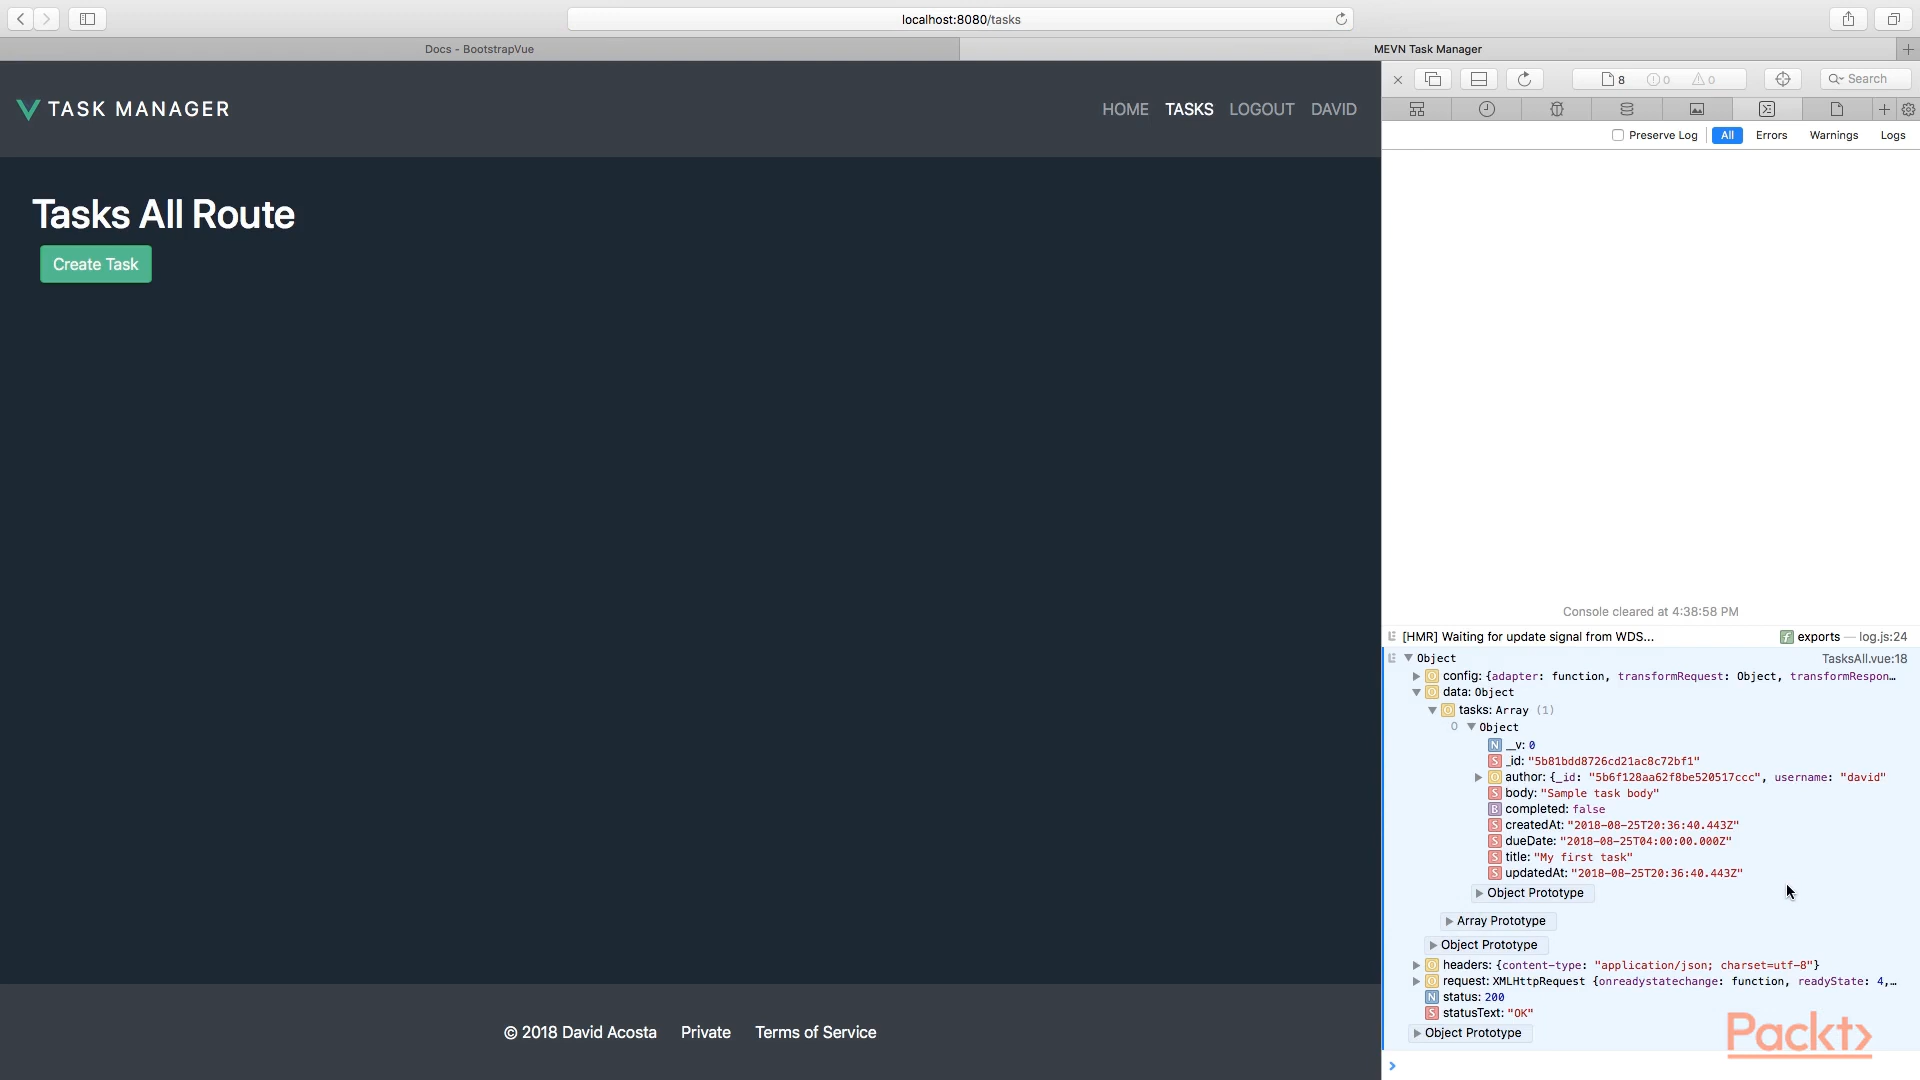 localhost:8080/tasks
Docs - BootstrapVue
MEVN Task Manager
TASK MANAGER
HOME TASKS LOGOUT DAVID
Tasks All Route
Create Task
© 2018 David Acosta Private Terms of Service
8 0 0 Search
Preserve Log All Errors Warnings Logs
Console cleared at 4:38:58 PM
[HMR] Waiting for update signal from WDS... f exports — log.js:24
Object TasksAll.vue:18
O config: {adapter: function, transformRequest: Object, transformRespon…
O data: Object
O tasks: Array (1)
0 Object
N __v: 0
S _id: "5b81bdd8726cd21ac8c72bf1"
O author: {_id: "5b6f128aa62f8be520517ccc", username: "david"
S body: "Sample task body"
B completed: false
S createdAt: "2018-08-25T20:36:40.443Z"
S dueDate: "2018-08-25T04:00:00.000Z"
S title: "My first task"
S updatedAt: "2018-08-25T20:36:40.443Z"
Object Prototype
Array Prototype
Object Prototype
O headers: {content-type: "application/json; charset=utf-8"}
O request: XMLHttpRequest {onreadystatechange: function, readyState: 4,…
N status: 200
S statusText: "OK"
Object Prototype
Packt>